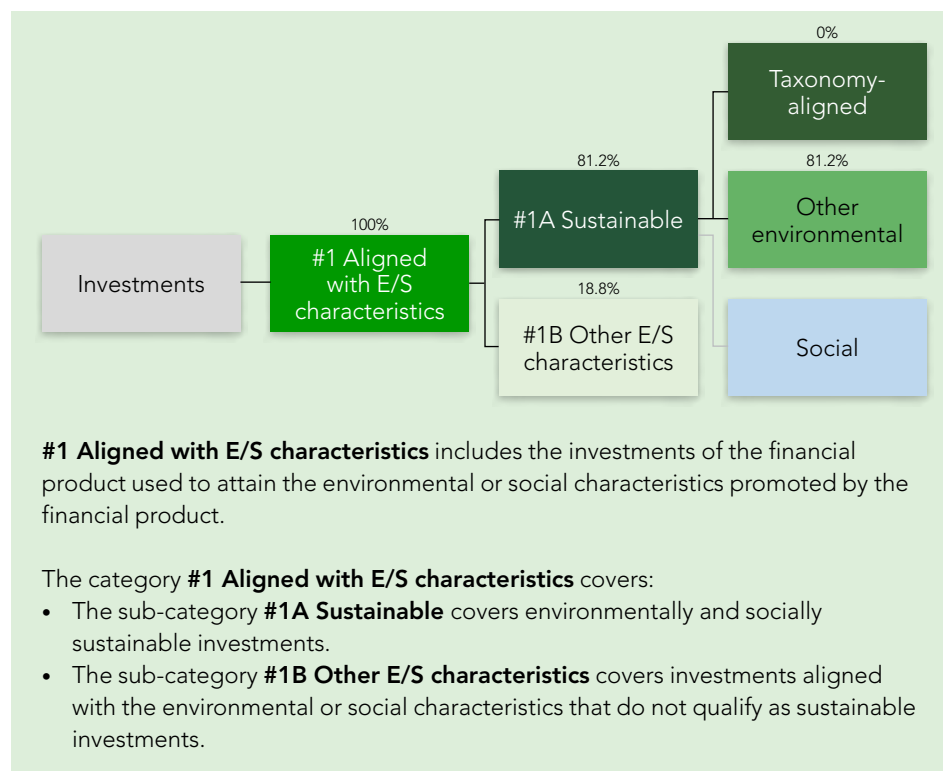 0%
Taxonomy-
aligned
81.2%
#1A Sustainable
81.2%
Other
environmental
100%
#1 Aligned
with E/S
characteristics
Investments
18.8%
#1B Other E/S
characteristics
Social
#1 Aligned with E/S characteristics includes the investments of the financial
product used to attain the environmental or social characteristics promoted by the
financial product.
The category #1 Aligned with E/S characteristics covers:
• The sub-category #1A Sustainable covers environmentally and socially
sustainable investments.
• The sub-category #1B Other E/S characteristics covers investments aligned
with the environmental or social characteristics that do not qualify as sustainable
investments.